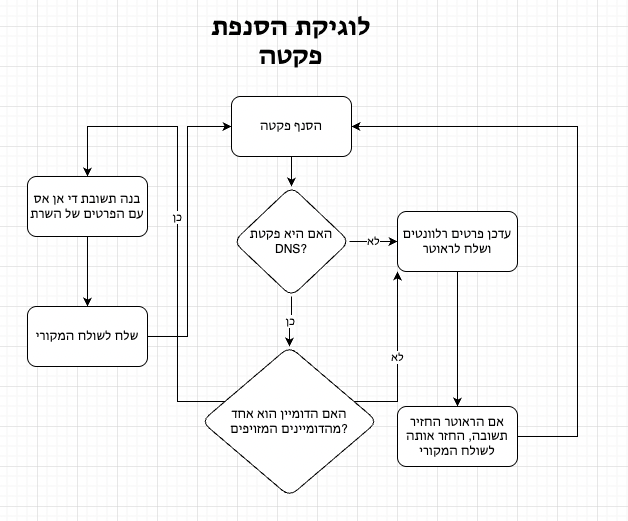 לוגיקת הסנפת
פקטה
הסנף פקטה
האם היא פקטת
DNS?
לא
כן
עדכן פרטים רלוונטים
ושלח לראוטר
האם הדומיין הוא אחד
מהדומיינים המזויפים?
לא
כן
אם הראוטר החזיר
תשובה, החזר אותה
לשולח המקורי
בנה תשובת די אן אס
עם הפרטים של השרת
שלח לשולח המקורי